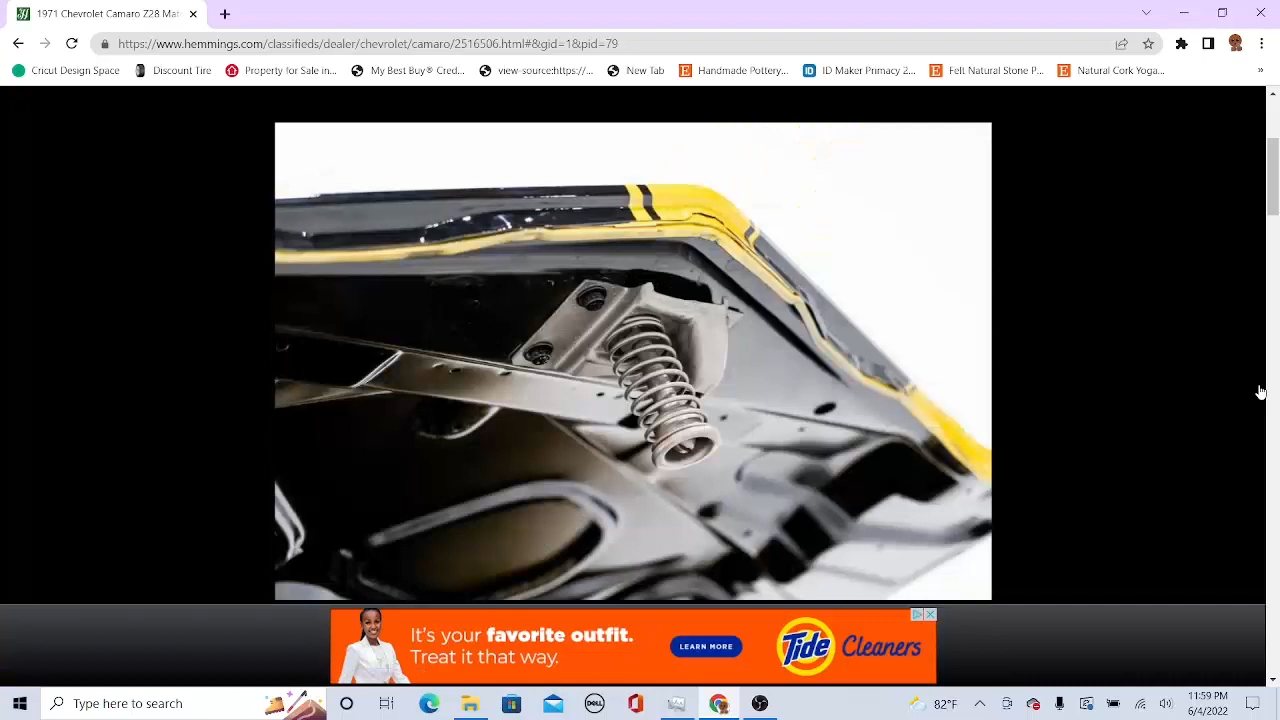 1971 Chevrolet Camaro Z28 Mat
https://www.hemmings.com/classifieds/dealer/chevrolet/camaro/2516506.html#&gid=1&pid=79
Cricut Design Space
Discount Tire
Property for Sale in...
My Best Buy® Cred...
view-source:https://...
New Tab
Handmade Pottery...
ID Maker Primacy 2...
Felt Natural Stone P...
Natural Cork Yoga...
»
It's your favorite outfit.
Treat it that way.
LEARN MORE
Tide Cleaners
Type here to search
DELL
82°F
11:59 PM
6/4/2022